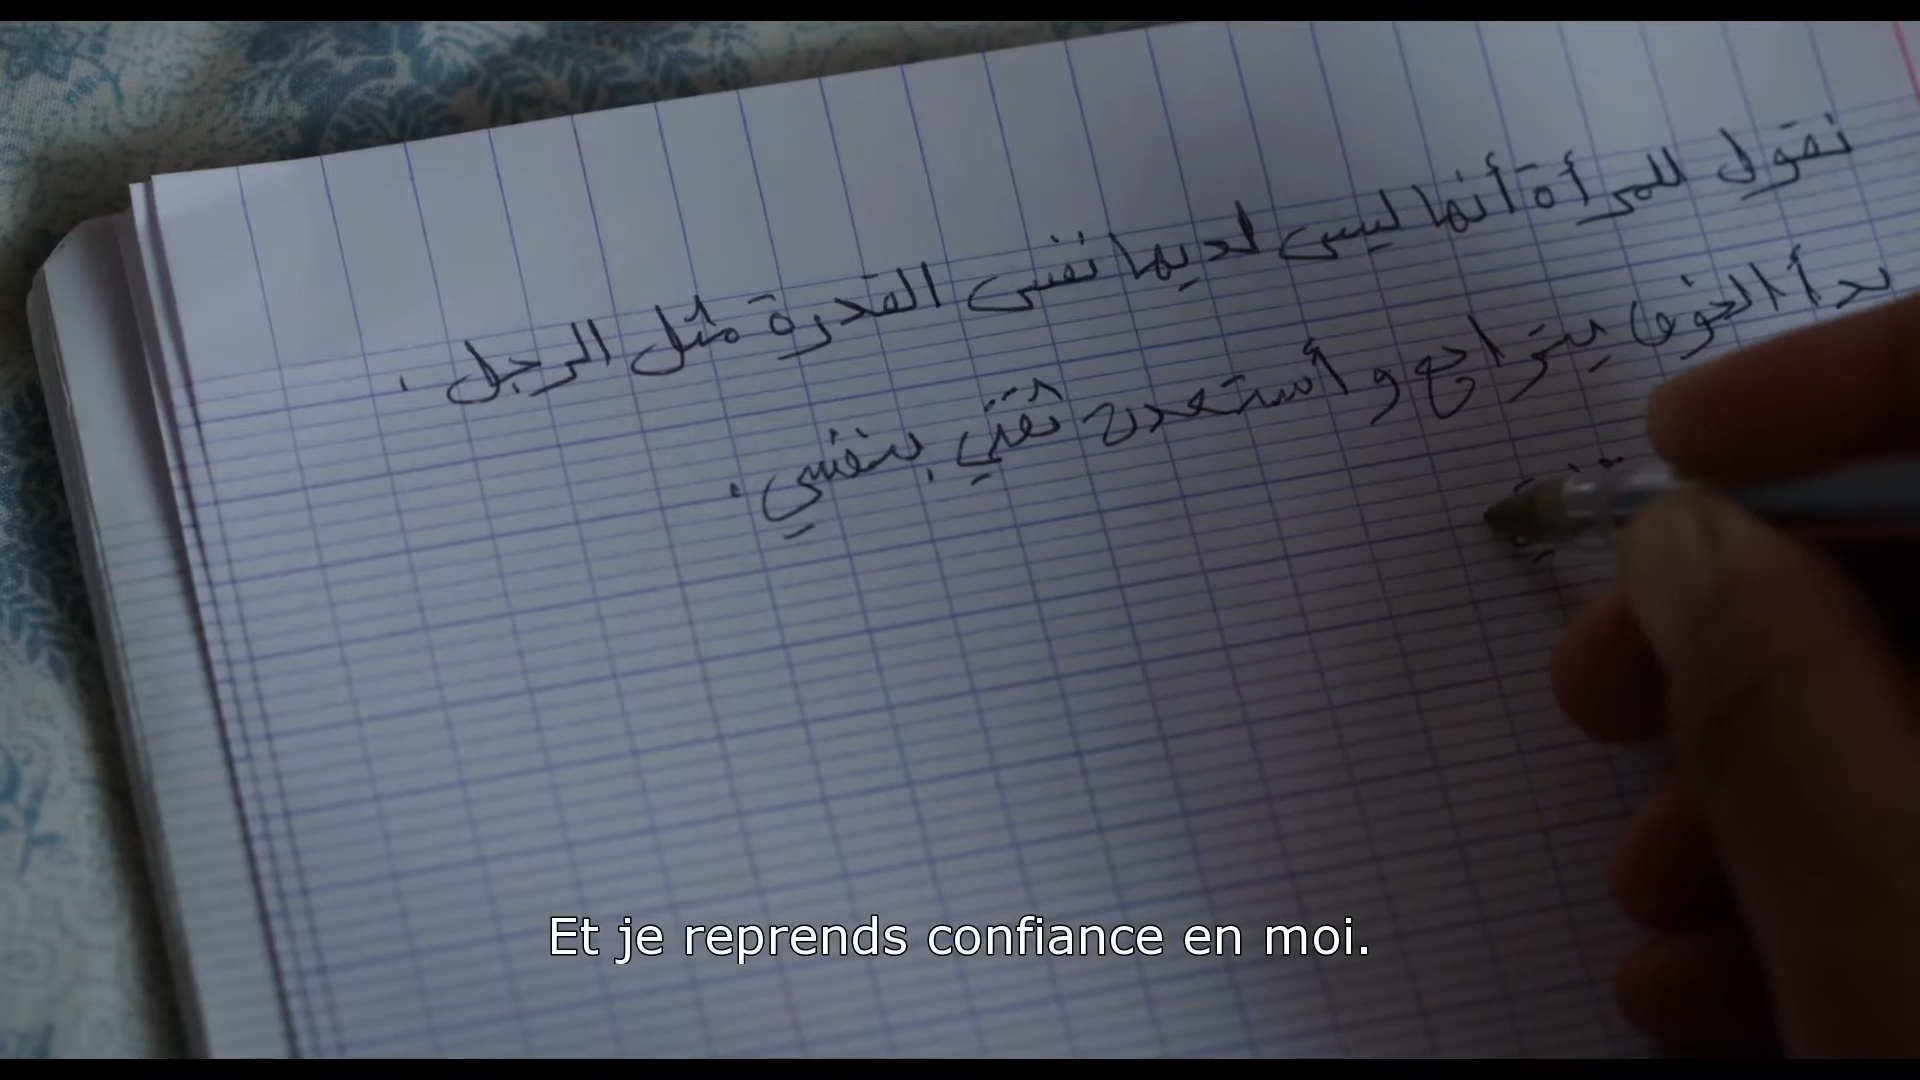 نقول للمرأة أنها ليس لديها نفس القدرة مثل الرجل.
بدأ الخوف يتراجع و أستعد ثقتي بنفسي.
Et je reprends confiance en moi.